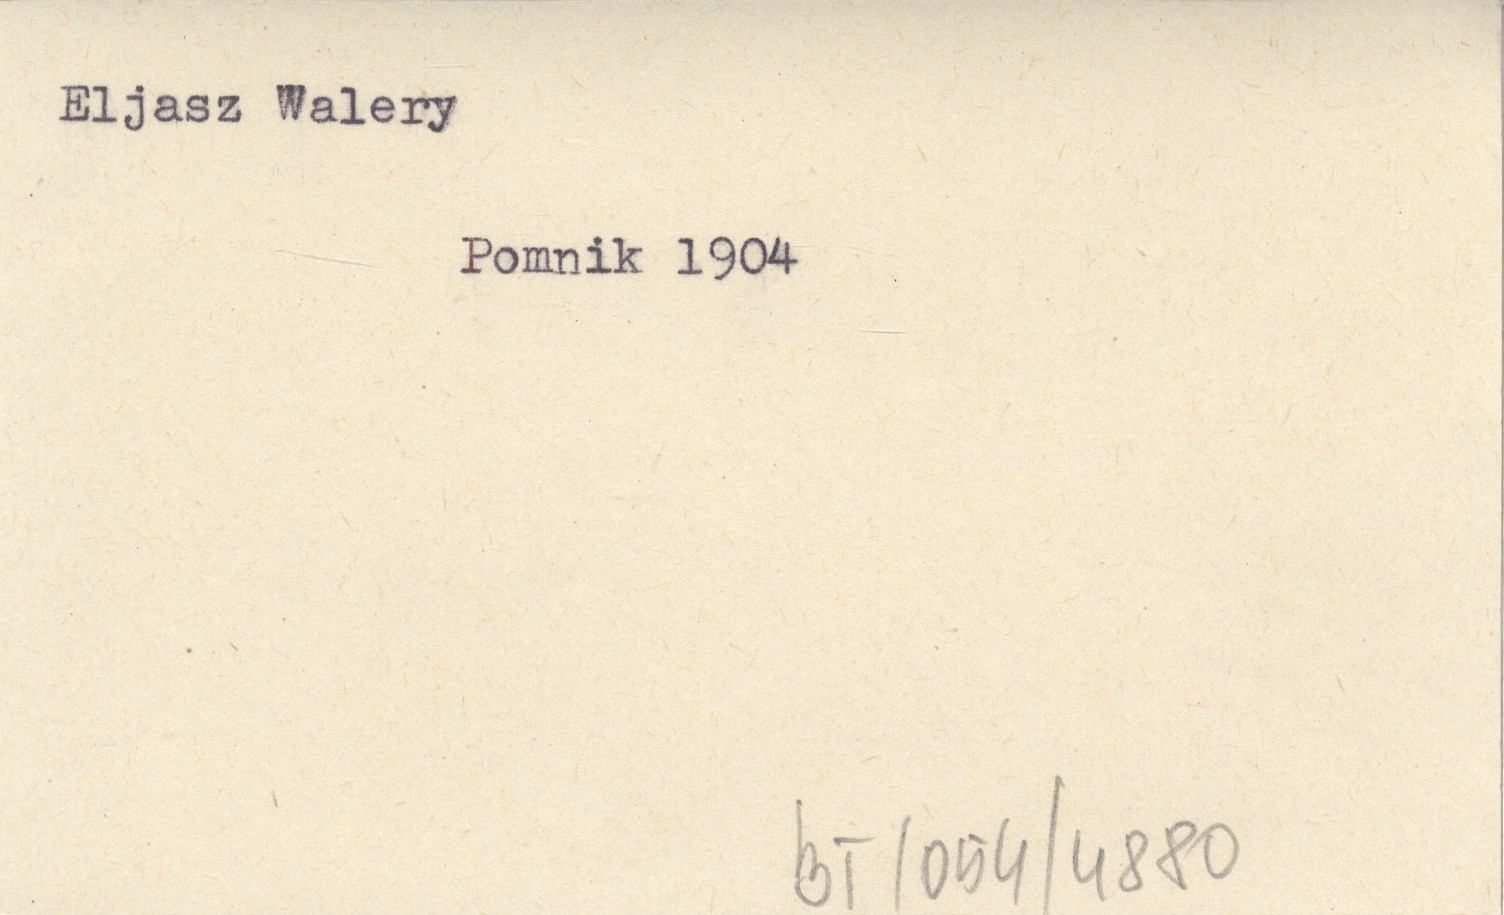 Eljasz Walery
Pomnik 1904
BT/054/4880